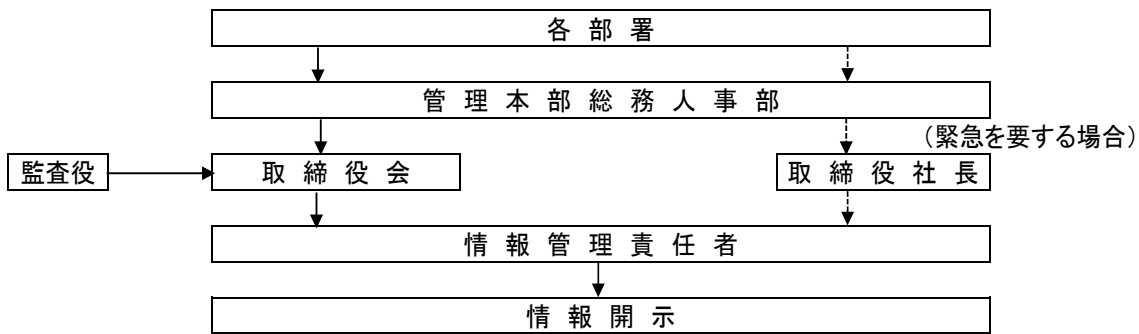 各 部 署
管 理 本 部 総 務 人 事 部
(緊急を要する場合)
監査役
取 締 役 会
取 締 役 社 長
情 報 管 理 責 任 者
情 報 開 示